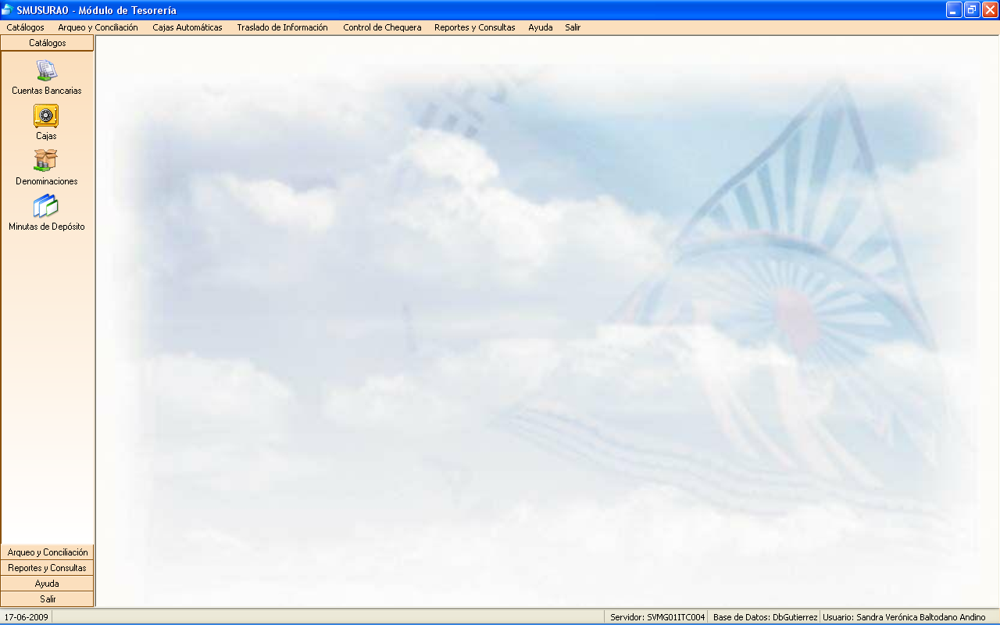 SMUSURA0 - Módulo de Tesorería
Catálogos Arqueo y Conciliación Cajas Automáticas Traslado de Información Control de Chequera Reportes y Consultas Ayuda Salir
Catálogos
Cuentas Bancarias
Cajas
Denominaciones
Minutas de Depósito
Arqueo y Conciliación
Reportes y Consultas
Ayuda
Salir
17-06-2009 Servidor: SVMG01ITC004 Base de Datos: DbGutierrez Usuario: Sandra Verónica Baltodano Andino